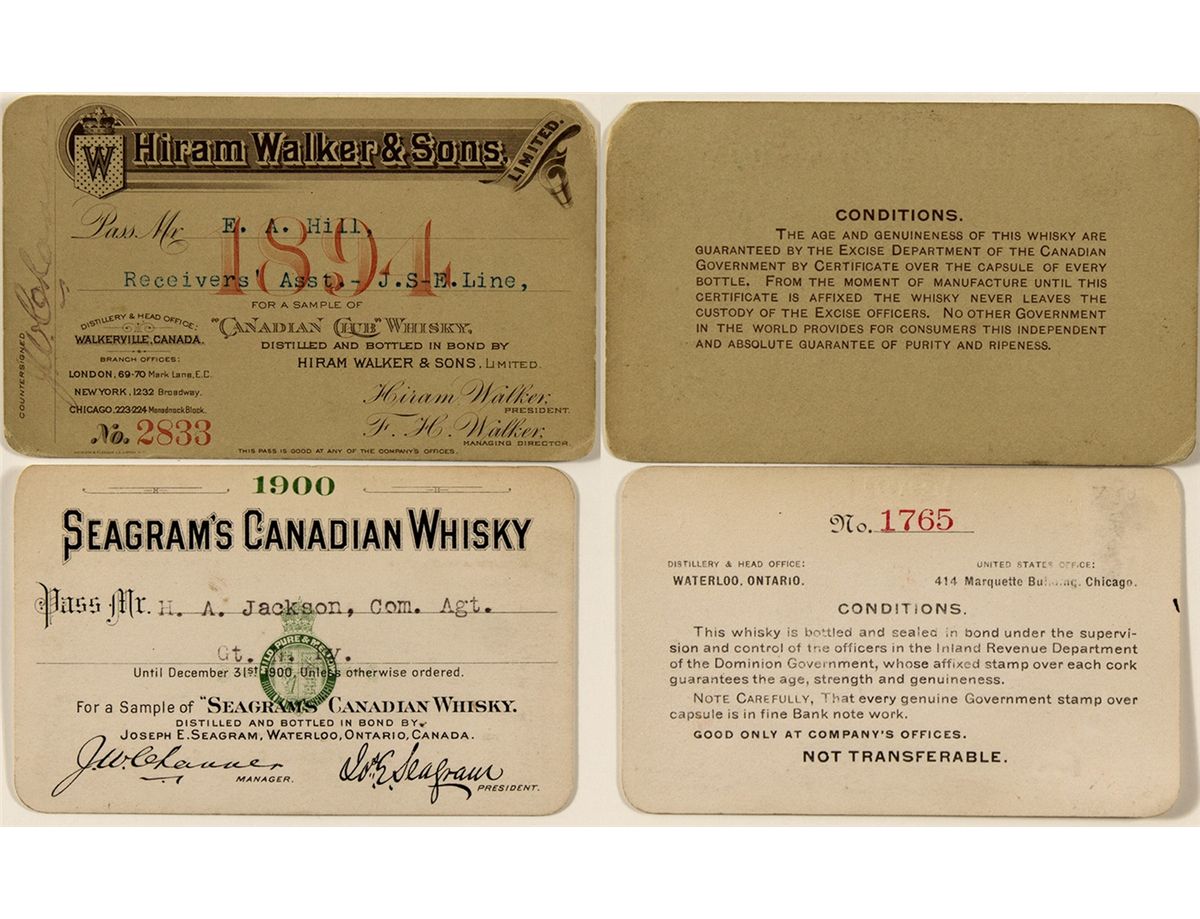 W
Hiram Walker & Sons, LIMITED.
Pass Mr E. A. Hill,
1894
Receivers' Asst.- J.S-E.Line,
FOR A SAMPLE OF
"CANADIAN CLUB" WHISKY,
DISTILLED AND BOTTLED IN BOND BY
HIRAM WALKER & SONS, LIMITED.
COUNTERSIGNED
DISTILLERY & HEAD OFFICE:
WALKERVILLE, CANADA.
BRANCH OFFICES:
LONDON, 69-70 Mark Lane, E.C.
NEW YORK, 1232 Broadway.
CHICAGO, 223-224 Monadnock Block.
No. 2833
Hiram Walker,
PRESIDENT.
F. H. Walker,
MANAGING DIRECTOR.
THIS PASS IS GOOD AT ANY OF THE COMPANY'S OFFICES.
CONDITIONS.
THE AGE AND GENUINENESS OF THIS WHISKY ARE
GUARANTEED BY THE EXCISE DEPARTMENT OF THE CANADIAN
GOVERNMENT BY CERTIFICATE OVER THE CAPSULE OF EVERY
BOTTLE. FROM THE MOMENT OF MANUFACTURE UNTIL THIS
CERTIFICATE IS AFFIXED THE WHISKY NEVER LEAVES THE
CUSTODY OF THE EXCISE OFFICERS. NO OTHER GOVERNMENT
IN THE WORLD PROVIDES FOR CONSUMERS THIS INDEPENDENT
AND ABSOLUTE GUARANTEE OF PURITY AND RIPENESS.
1900
SEAGRAM'S CANADIAN WHISKY
Pass Mr. H. A. Jackson, Com. Agt.
Gt. Ry.
Until December 31st 1900, Unless otherwise ordered.
MILD, PURE & MELLOW
For a Sample of "SEAGRAM'S" CANADIAN WHISKY.
DISTILLED AND BOTTLED IN BOND BY
JOSEPH E. SEAGRAM, WATERLOO, ONTARIO, CANADA.
MANAGER.
Jos. E. Seagram
PRESIDENT.
No. 1765
DISTILLERY & HEAD OFFICE:
WATERLOO, ONTARIO.
UNITED STATES OFFICE:
414 Marquette Building, Chicago.
CONDITIONS.
This whisky is bottled and sealed in bond under the supervi-
sion and control of the officers in the Inland Revenue Department
of the Dominion Government, whose affixed stamp over each cork
guarantees the age, strength and genuineness.
NOTE CAREFULLY, That every genuine Government stamp over
capsule is in fine Bank note work.
GOOD ONLY AT COMPANY'S OFFICES.
NOT TRANSFERABLE.